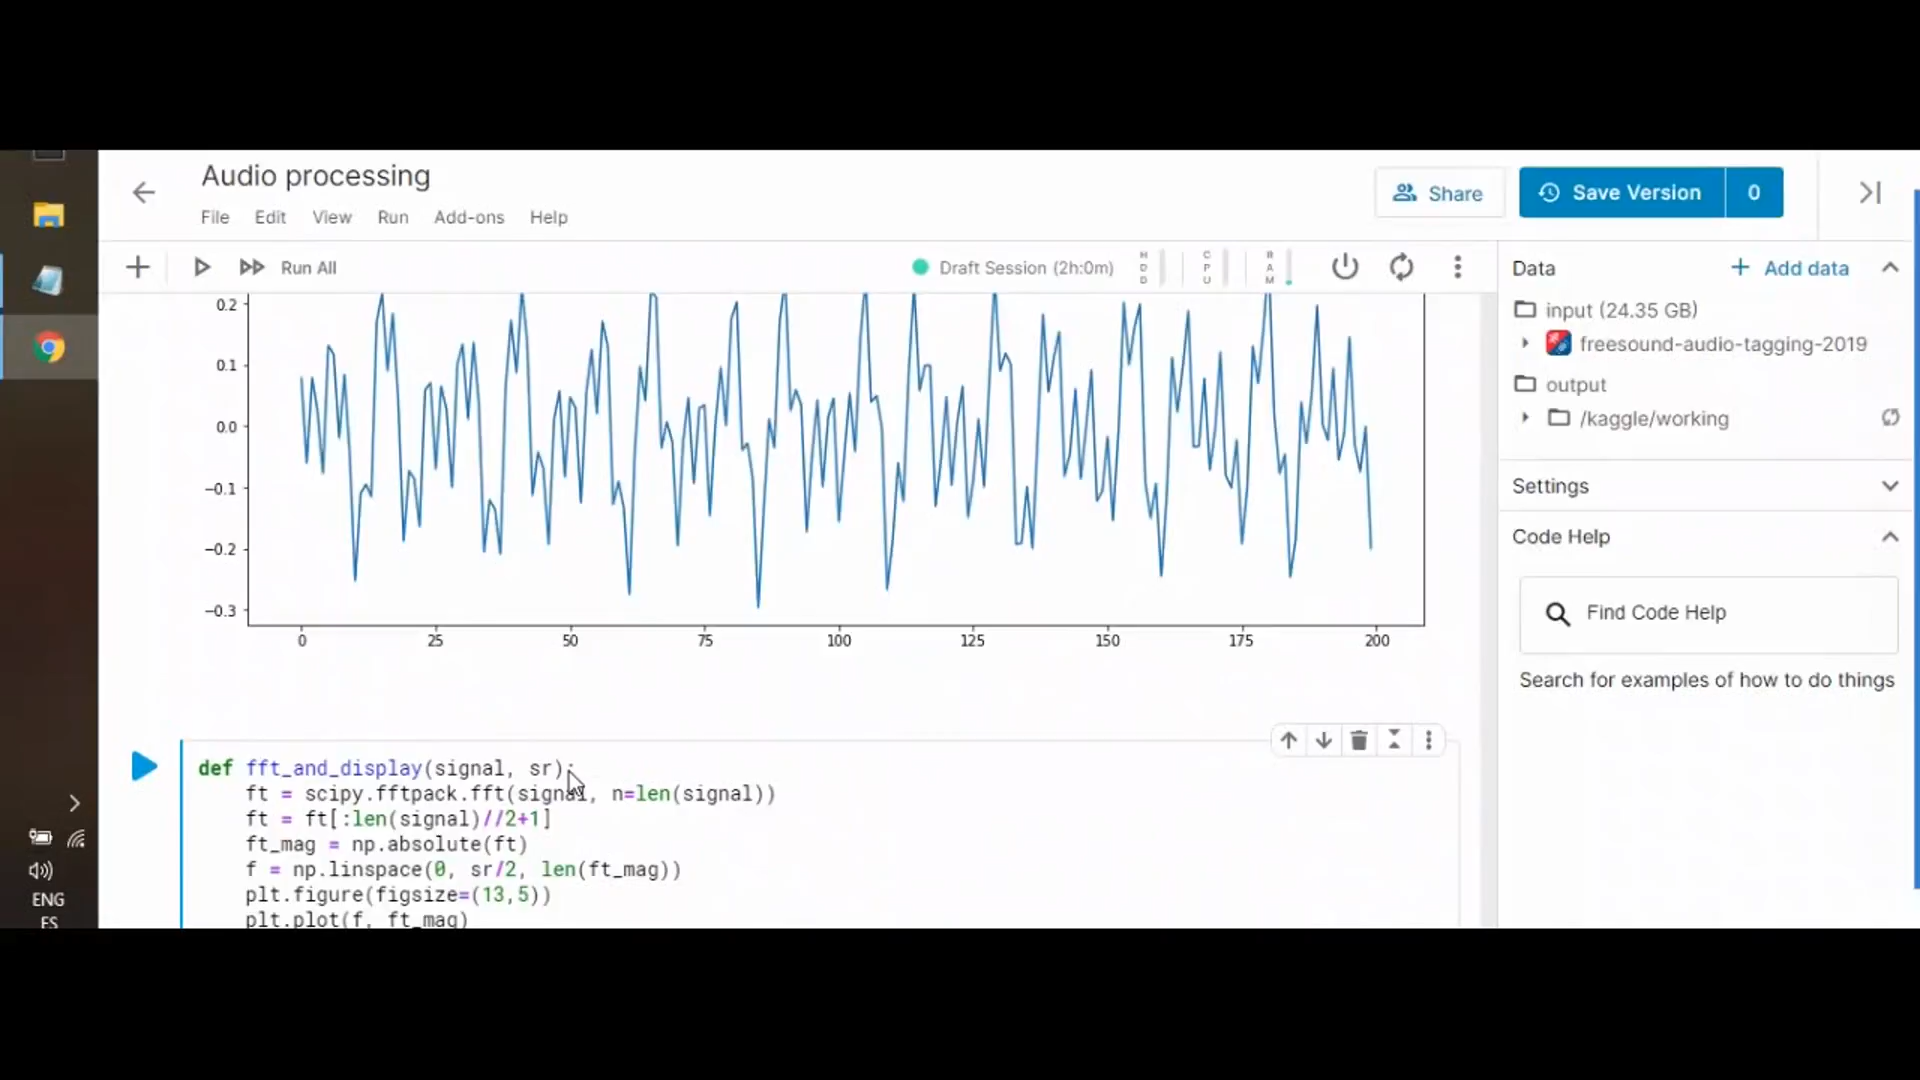 Audio processing
Share
Save Version
0
File Edit View Run Add-ons Help
Run All
Draft Session (2h:0m)
HDD
CPU
RAM
Data
Add data
input (24.35 GB)
freesound-audio-tagging-2019
output
/kaggle/working
Settings
Code Help
Find Code Help
Search for examples of how to do things
0.2
0.1
0.0
−0.1
−0.2
−0.3
0 25 50 75 100 125 150 175 200
def fft_and_display(signal, sr):
ft = scipy.fftpack.fft(signal, n=len(signal))
ft = ft[:len(signal)//2+1]
ft_mag = np.absolute(ft)
f = np.linspace(0, sr/2, len(ft_mag))
plt.figure(figsize=(13,5))
plt.plot(f, ft_mag)
ENG
ES